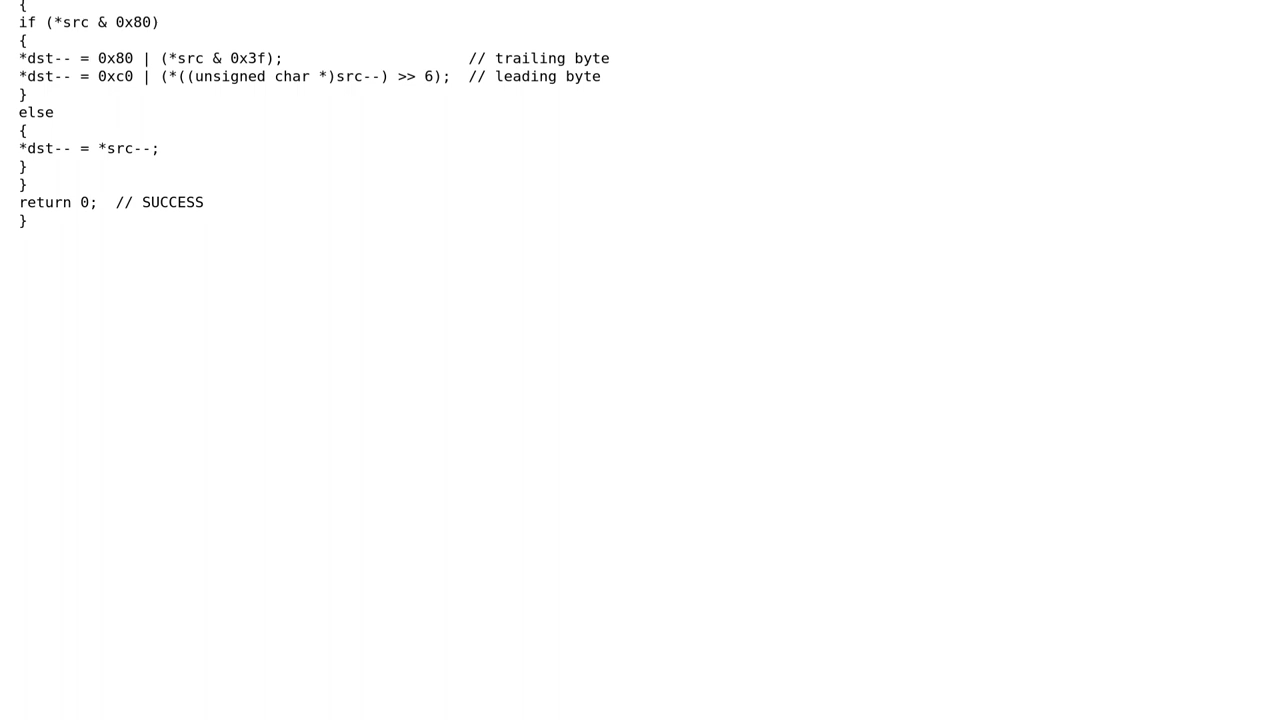 {
if (*src & 0x80)
{
*dst-- = 0x80 | (*src & 0x3f);                     // trailing byte
*dst-- = 0xc0 | (*((unsigned char *)src--) >> 6);  // leading byte
}
else
{
*dst-- = *src--;
}
}
return 0;  // SUCCESS
}